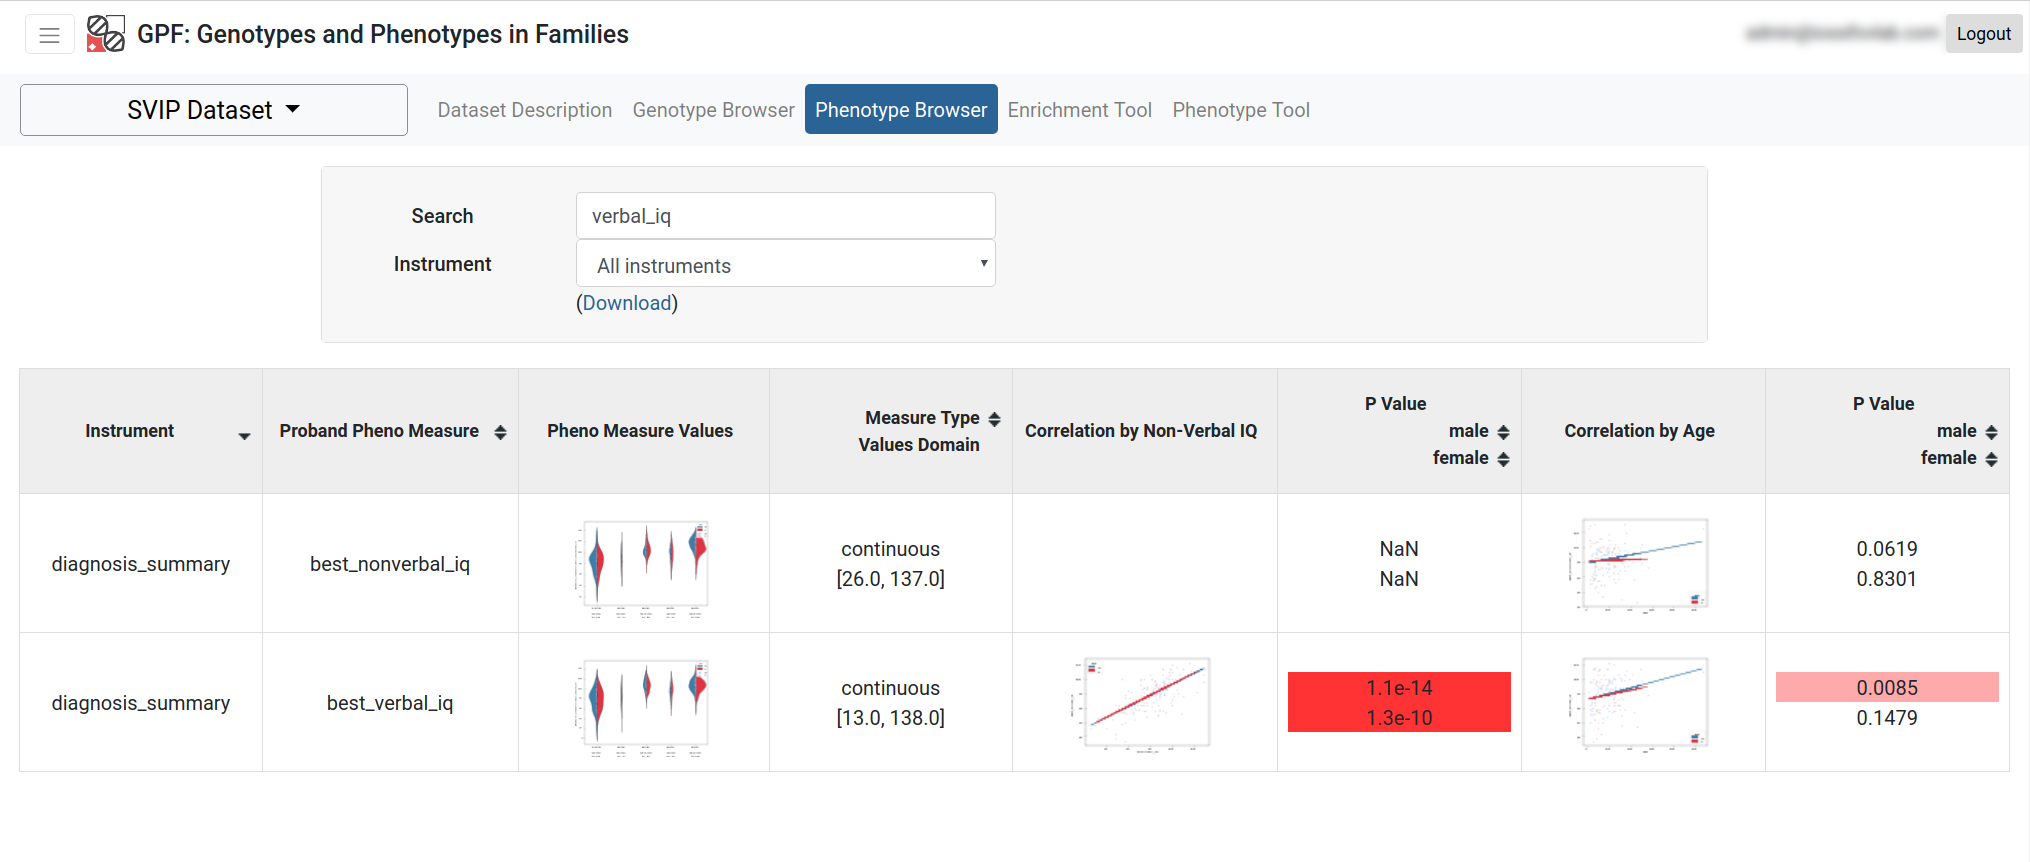 GPF: Genotypes and Phenotypes in Families
Logout
SVIP Dataset
Dataset Description
Genotype Browser
Phenotype Browser
Enrichment Tool
Phenotype Tool
Search
verbal_iq
Instrument
All instruments
(Download)
Instrument
Proband Pheno Measure
Pheno Measure Values
Measure Type
Values Domain
Correlation by Non-Verbal IQ
P Value
male
female
Correlation by Age
P Value
male
female
diagnosis_summary
best_nonverbal_iq
continuous
[26.0, 137.0]
NaN
NaN
0.0619
0.8301
diagnosis_summary
best_verbal_iq
continuous
[13.0, 138.0]
1.1e-14
1.3e-10
0.0085
0.1479